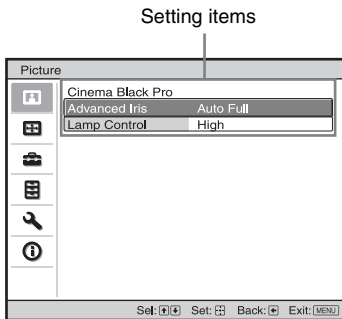 Setting items
Picture
Cinema Black Pro
Advanced Iris Auto Full
Lamp Control High
Sel: Set: Back: Exit: MENU